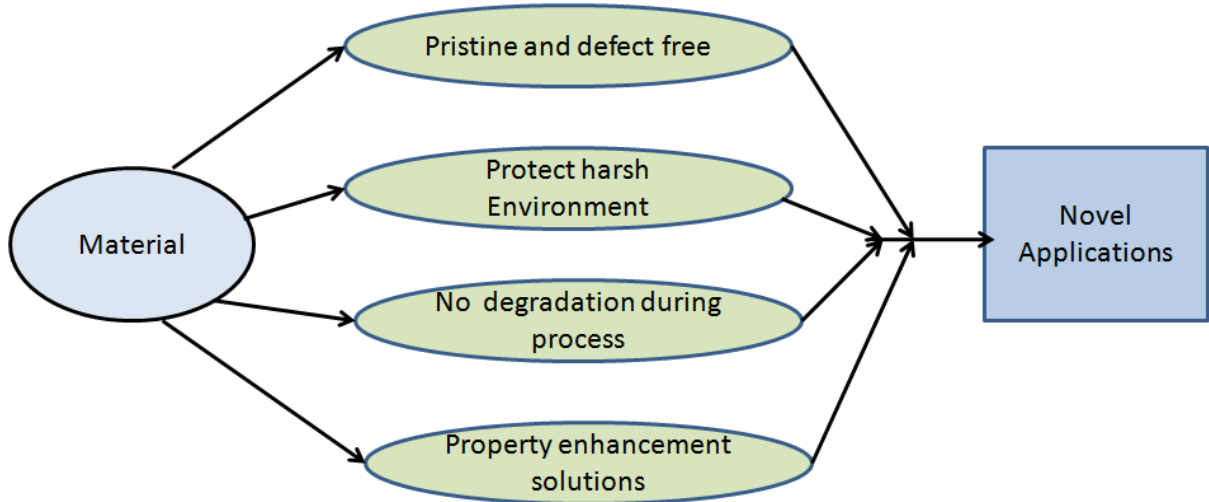 Pristine and defect free
Protect harsh
Environment
Material
Novel
Applications
No  degradation during
process
Property enhancement
solutions